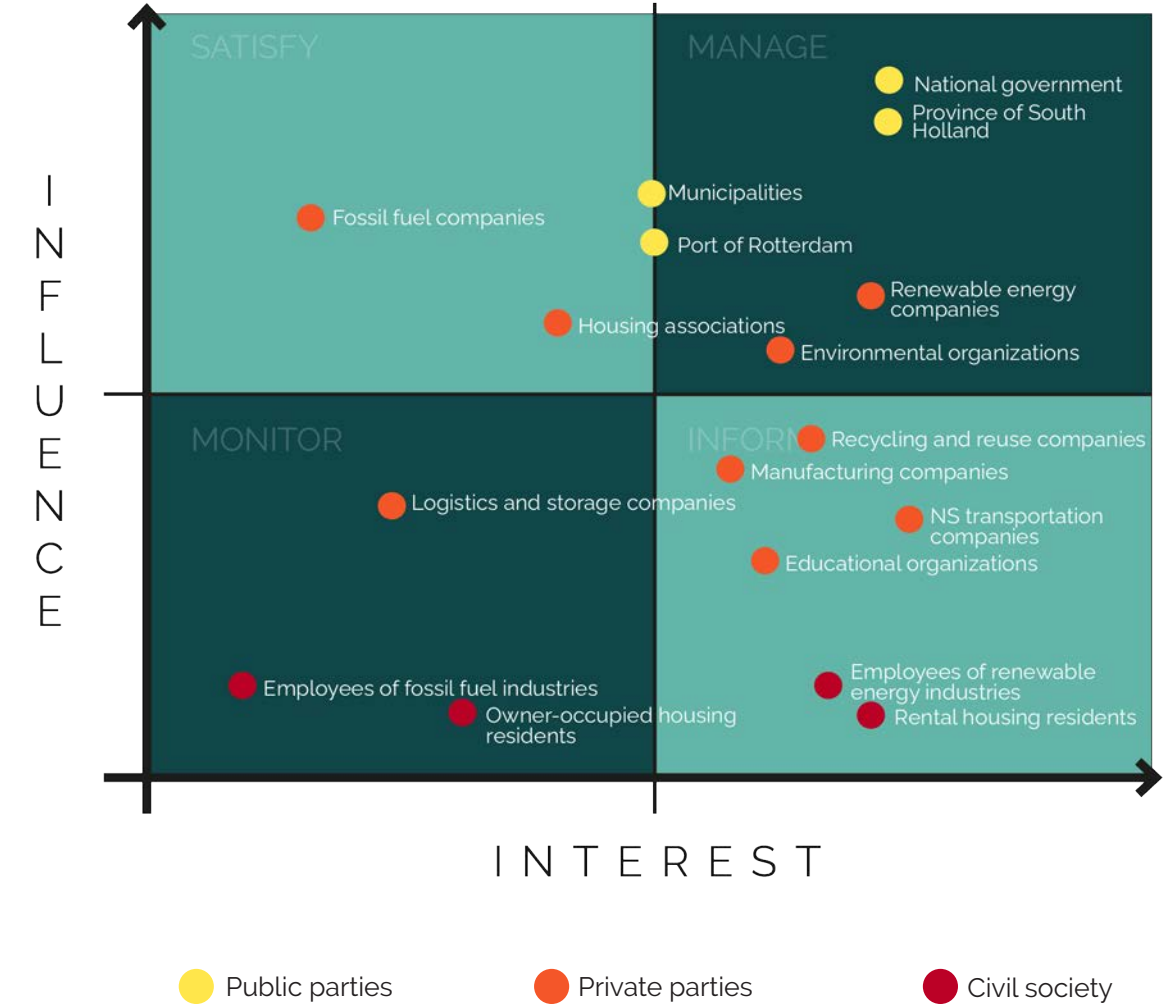 SATISFY
MANAGE
National government
Province of South
Holland
Municipalities
Fossil fuel companies
Port of Rotterdam
Renewable energy
companies
Housing associations
Environmental organizations
INFLUENCE
MONITOR
INFORM
Recycling and reuse companies
Manufacturing companies
Logistics and storage companies
NS transportation
companies
Educational organizations
Employees of fossil fuel industries
Owner-occupied housing
residents
Employees of renewable
energy industries
Rental housing residents
INTEREST
Public parties
Private parties
Civil society